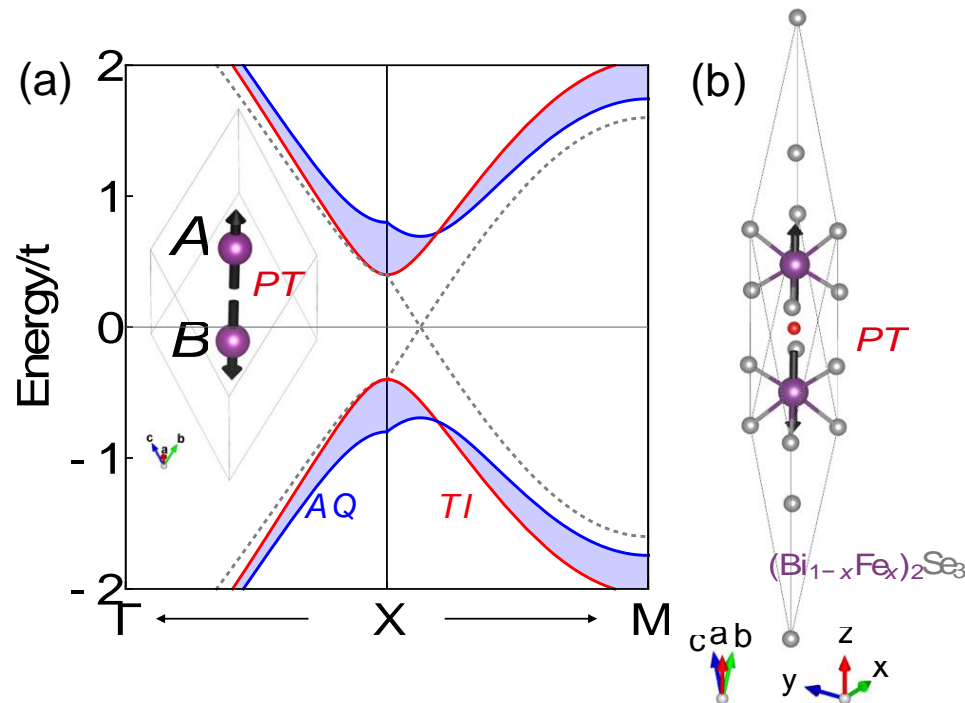 (a)
Energy/t
2
1
0
- 1
- 2
A
B
PT
c
a
b
AQ
TI
T
X
M
(b)
PT
(Bi1−xFex)2Se3
c a b
z
y
x